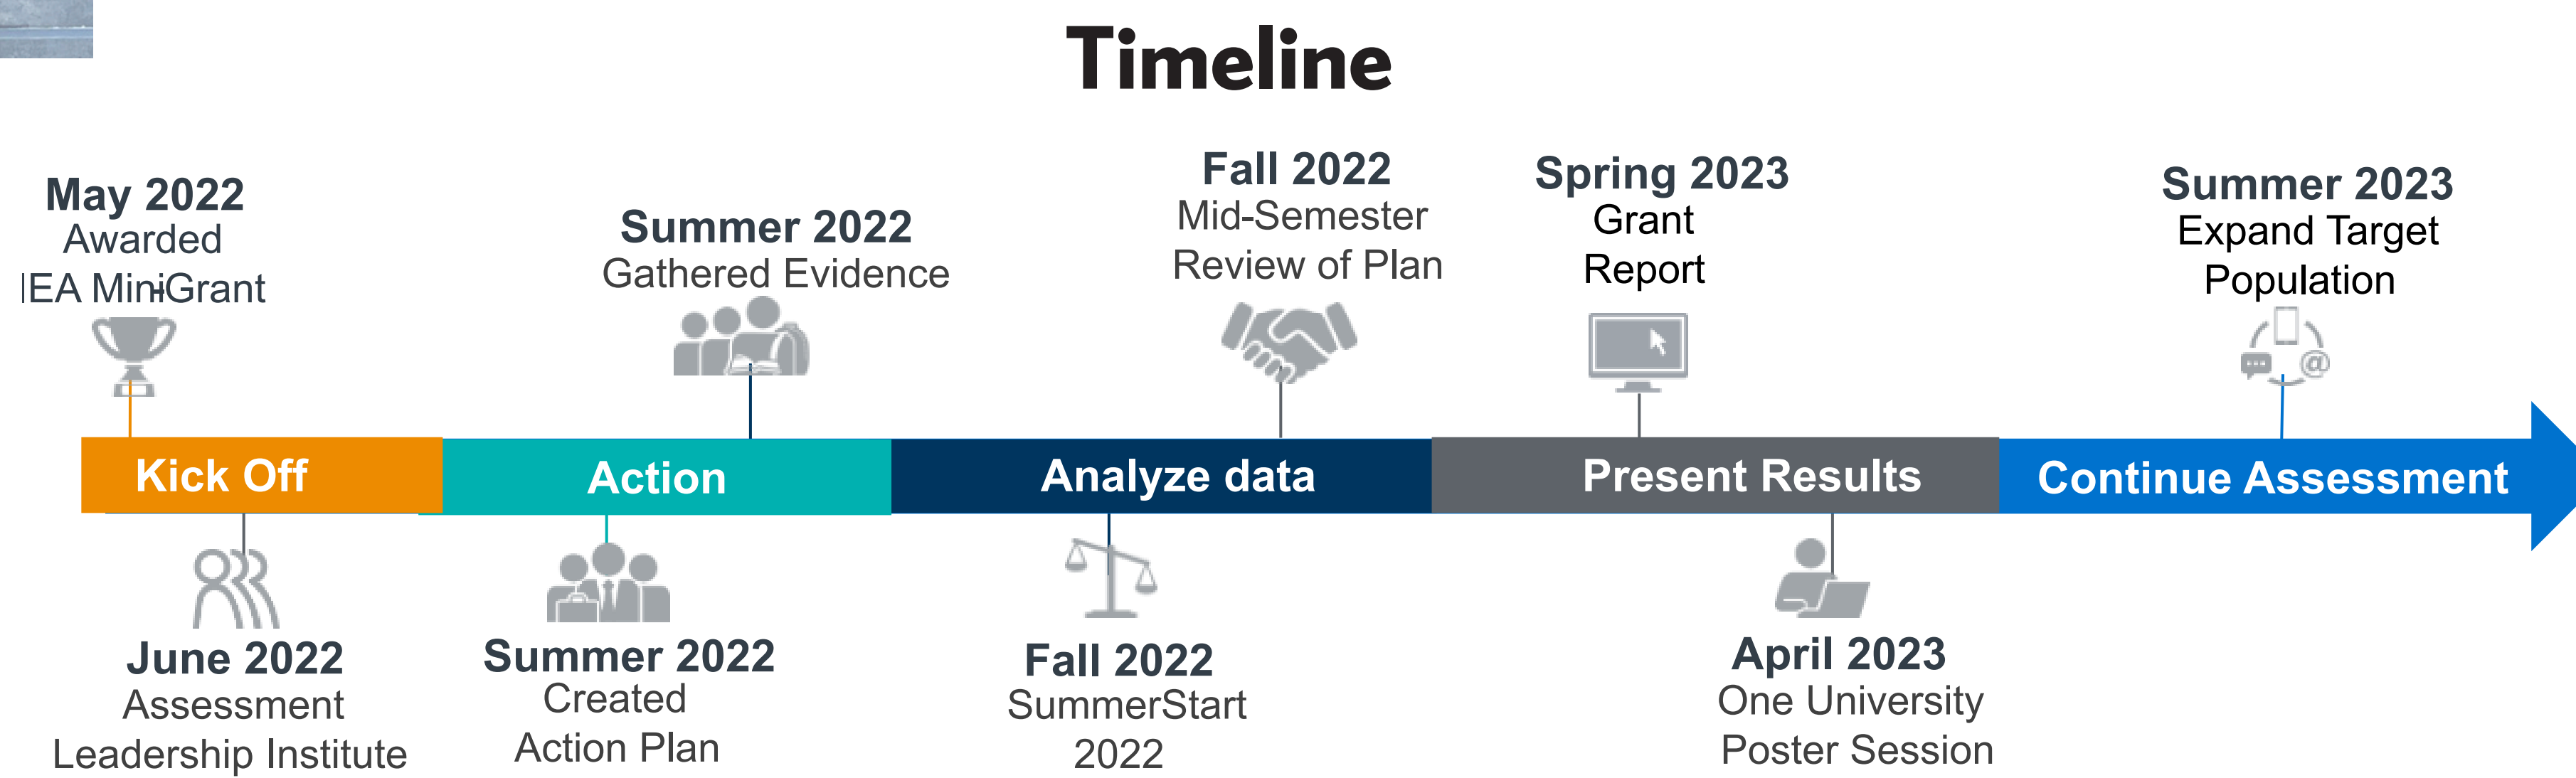 Timeline
May 2022
Awarded
IEA Mini-Grant
Summer 2022
Gathered Evidence
Fall 2022
Mid-Semester
Review of Plan
Spring 2023
Grant
Report
Summer 2023
Expand Target
Population
@
Kick Off
Action
Analyze data
Present Results
Continue Assessment
June 2022
Assessment
Leadership Institute
Summer 2022
Created
Action Plan
Fall 2022
SummerStart
2022
April 2023
One University
Poster Session